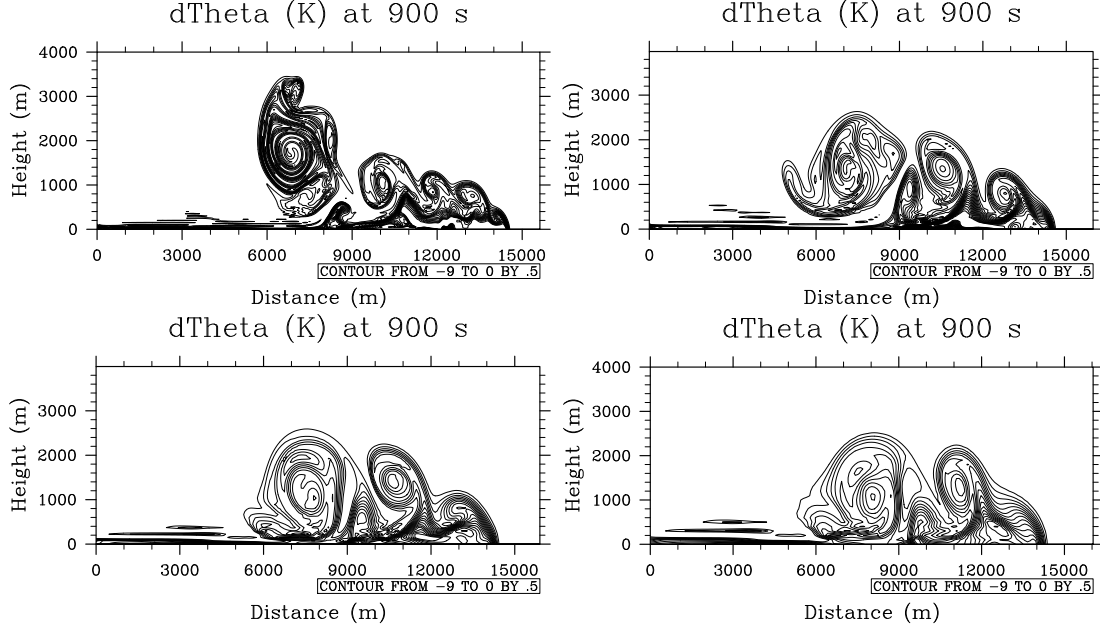 dTheta (K) at 900 s
4000
3000
2000
1000
0
Height (m)
0 3000 6000 9000 12000 15000
CONTOUR FROM −9 TO 0 BY .5
Distance (m)
dTheta (K) at 900 s
3000
2000
1000
0
Height (m)
0 3000 6000 9000 12000 15000
CONTOUR FROM −9 TO 0 BY .5
Distance (m)
dTheta (K) at 900 s
3000
2000
1000
0
Height (m)
0 3000 6000 9000 12000 15000
CONTOUR FROM −9 TO 0 BY .5
Distance (m)
dTheta (K) at 900 s
4000
3000
2000
1000
0
Height (m)
0 3000 6000 9000 12000 15000
CONTOUR FROM −9 TO 0 BY .5
Distance (m)